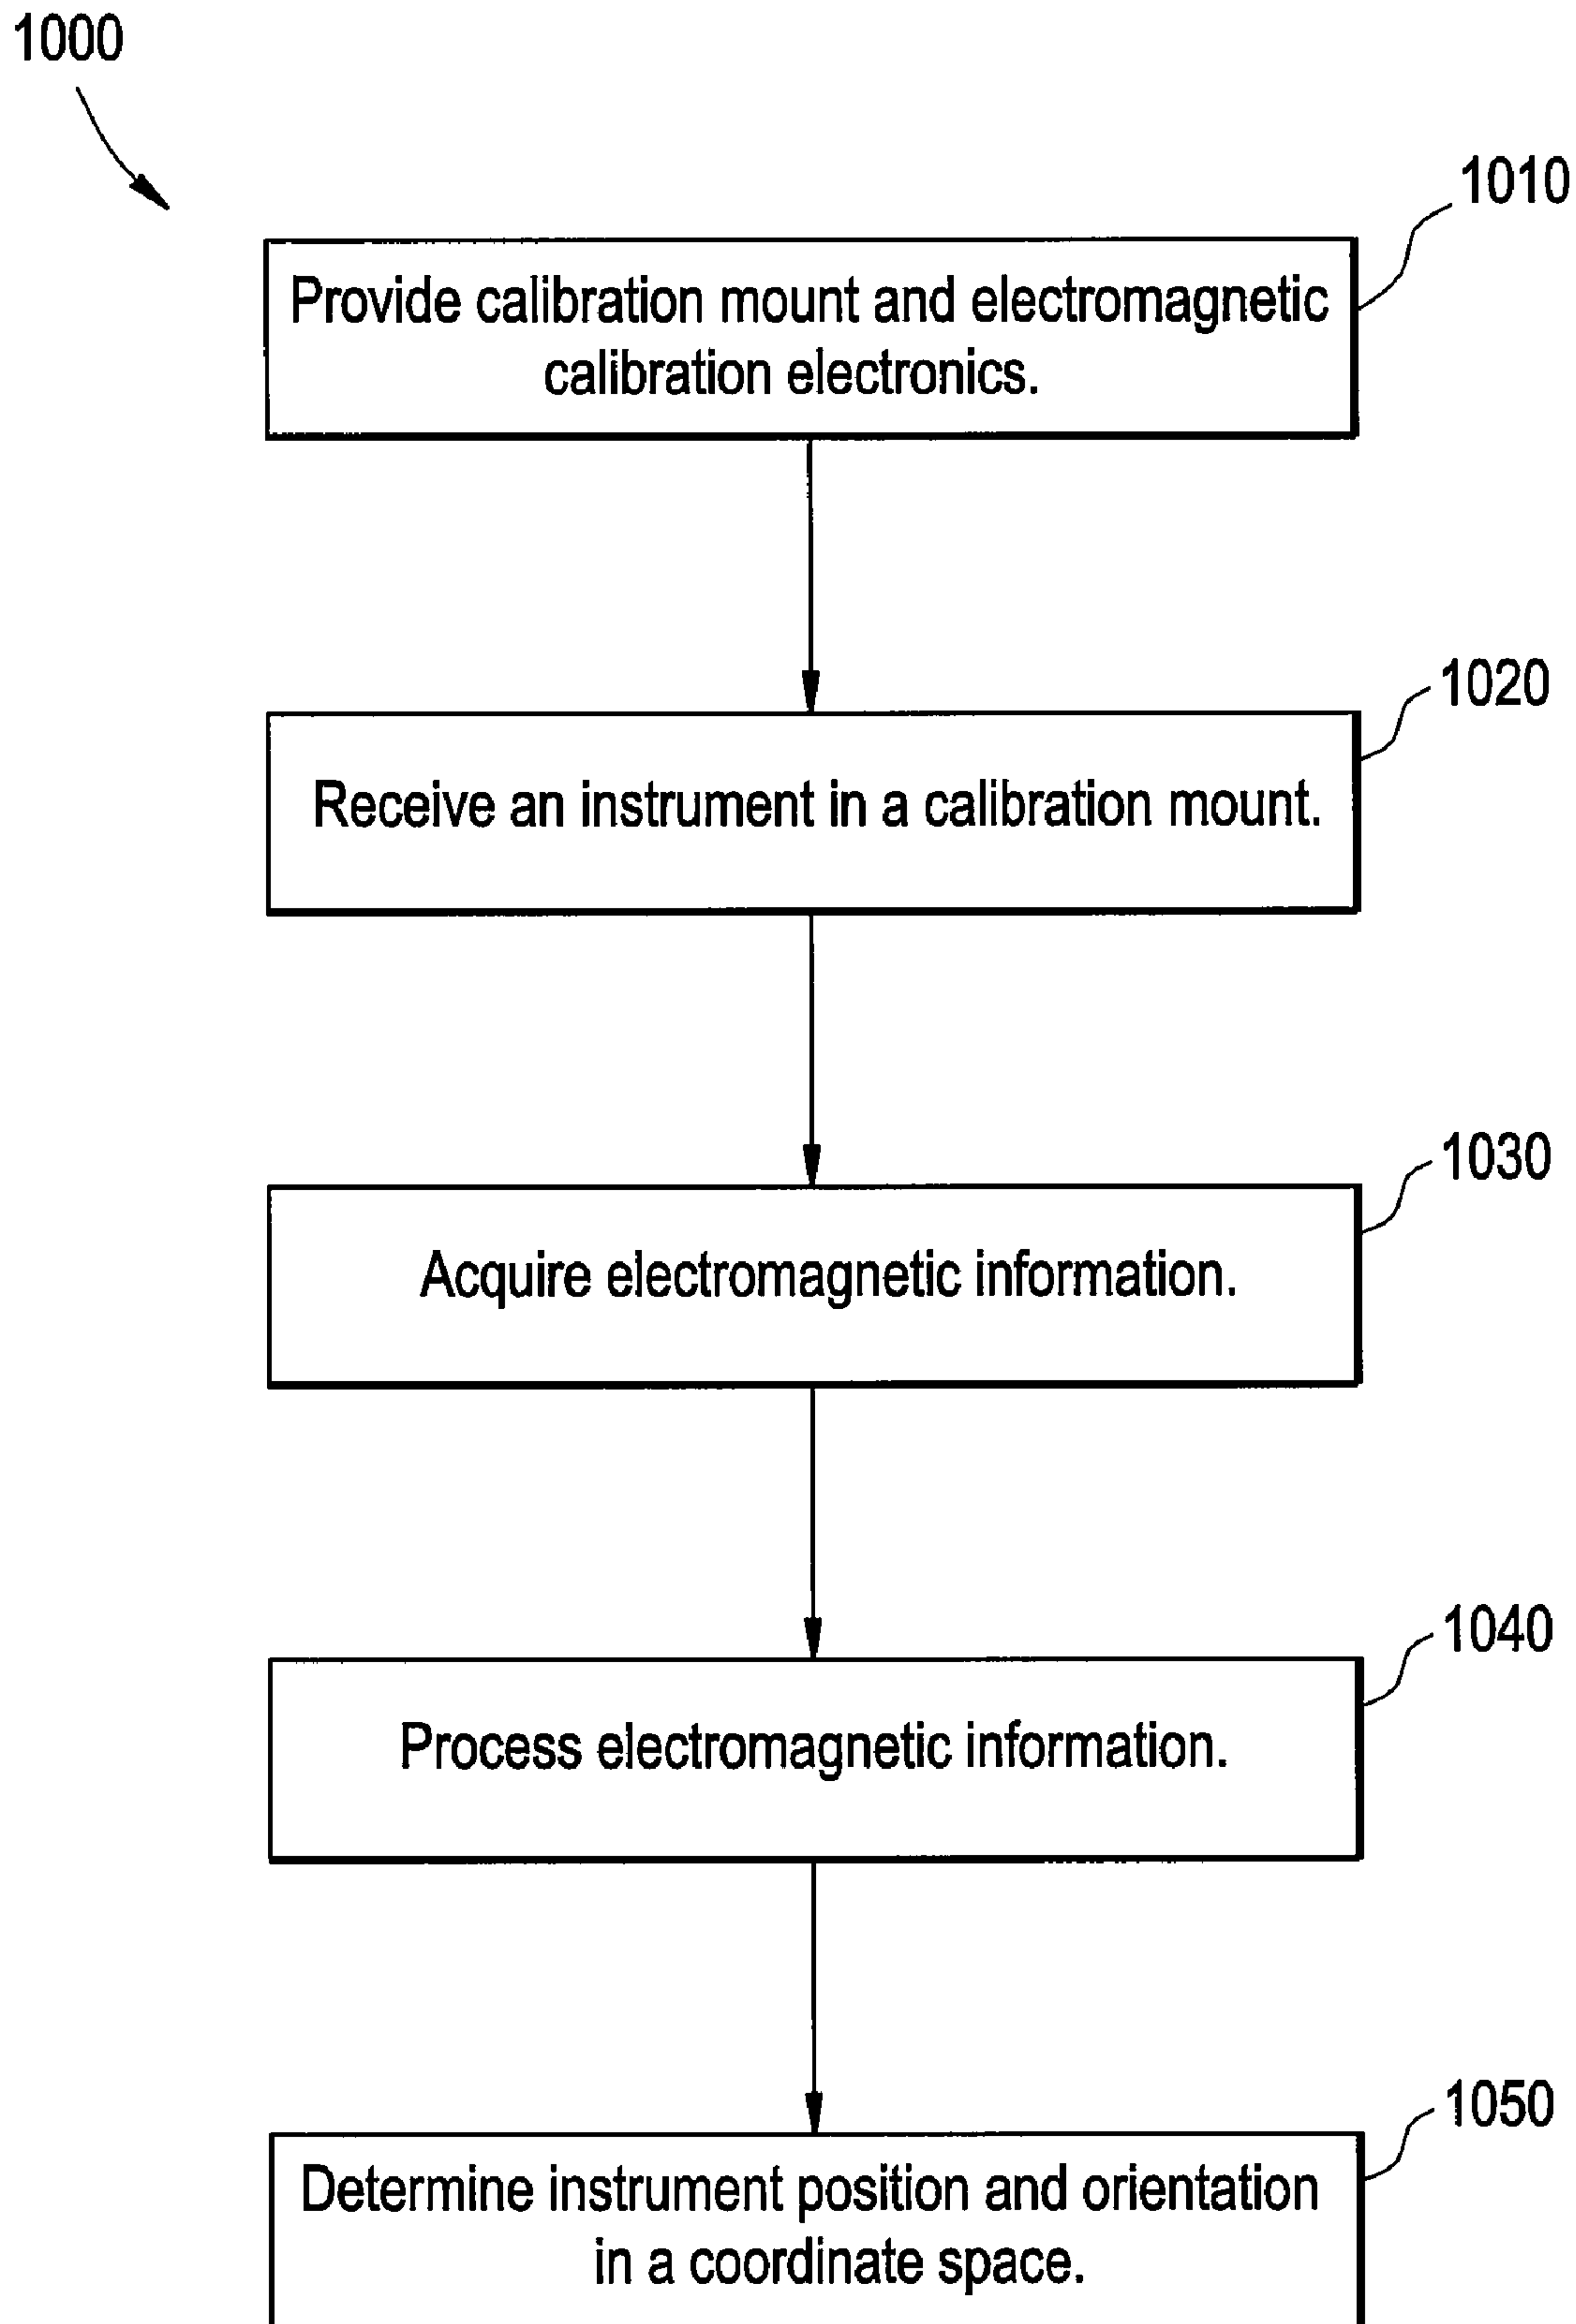 1000
1010
Provide calibration mount and electromagnetic
calibration electronics.
1020
Receive an instrument in a calibration mount.
1030
Acquire electromagnetic information.
1040
Process electromagnetic information.
1050
Determine instrument position and orientation
in a coordinate space.